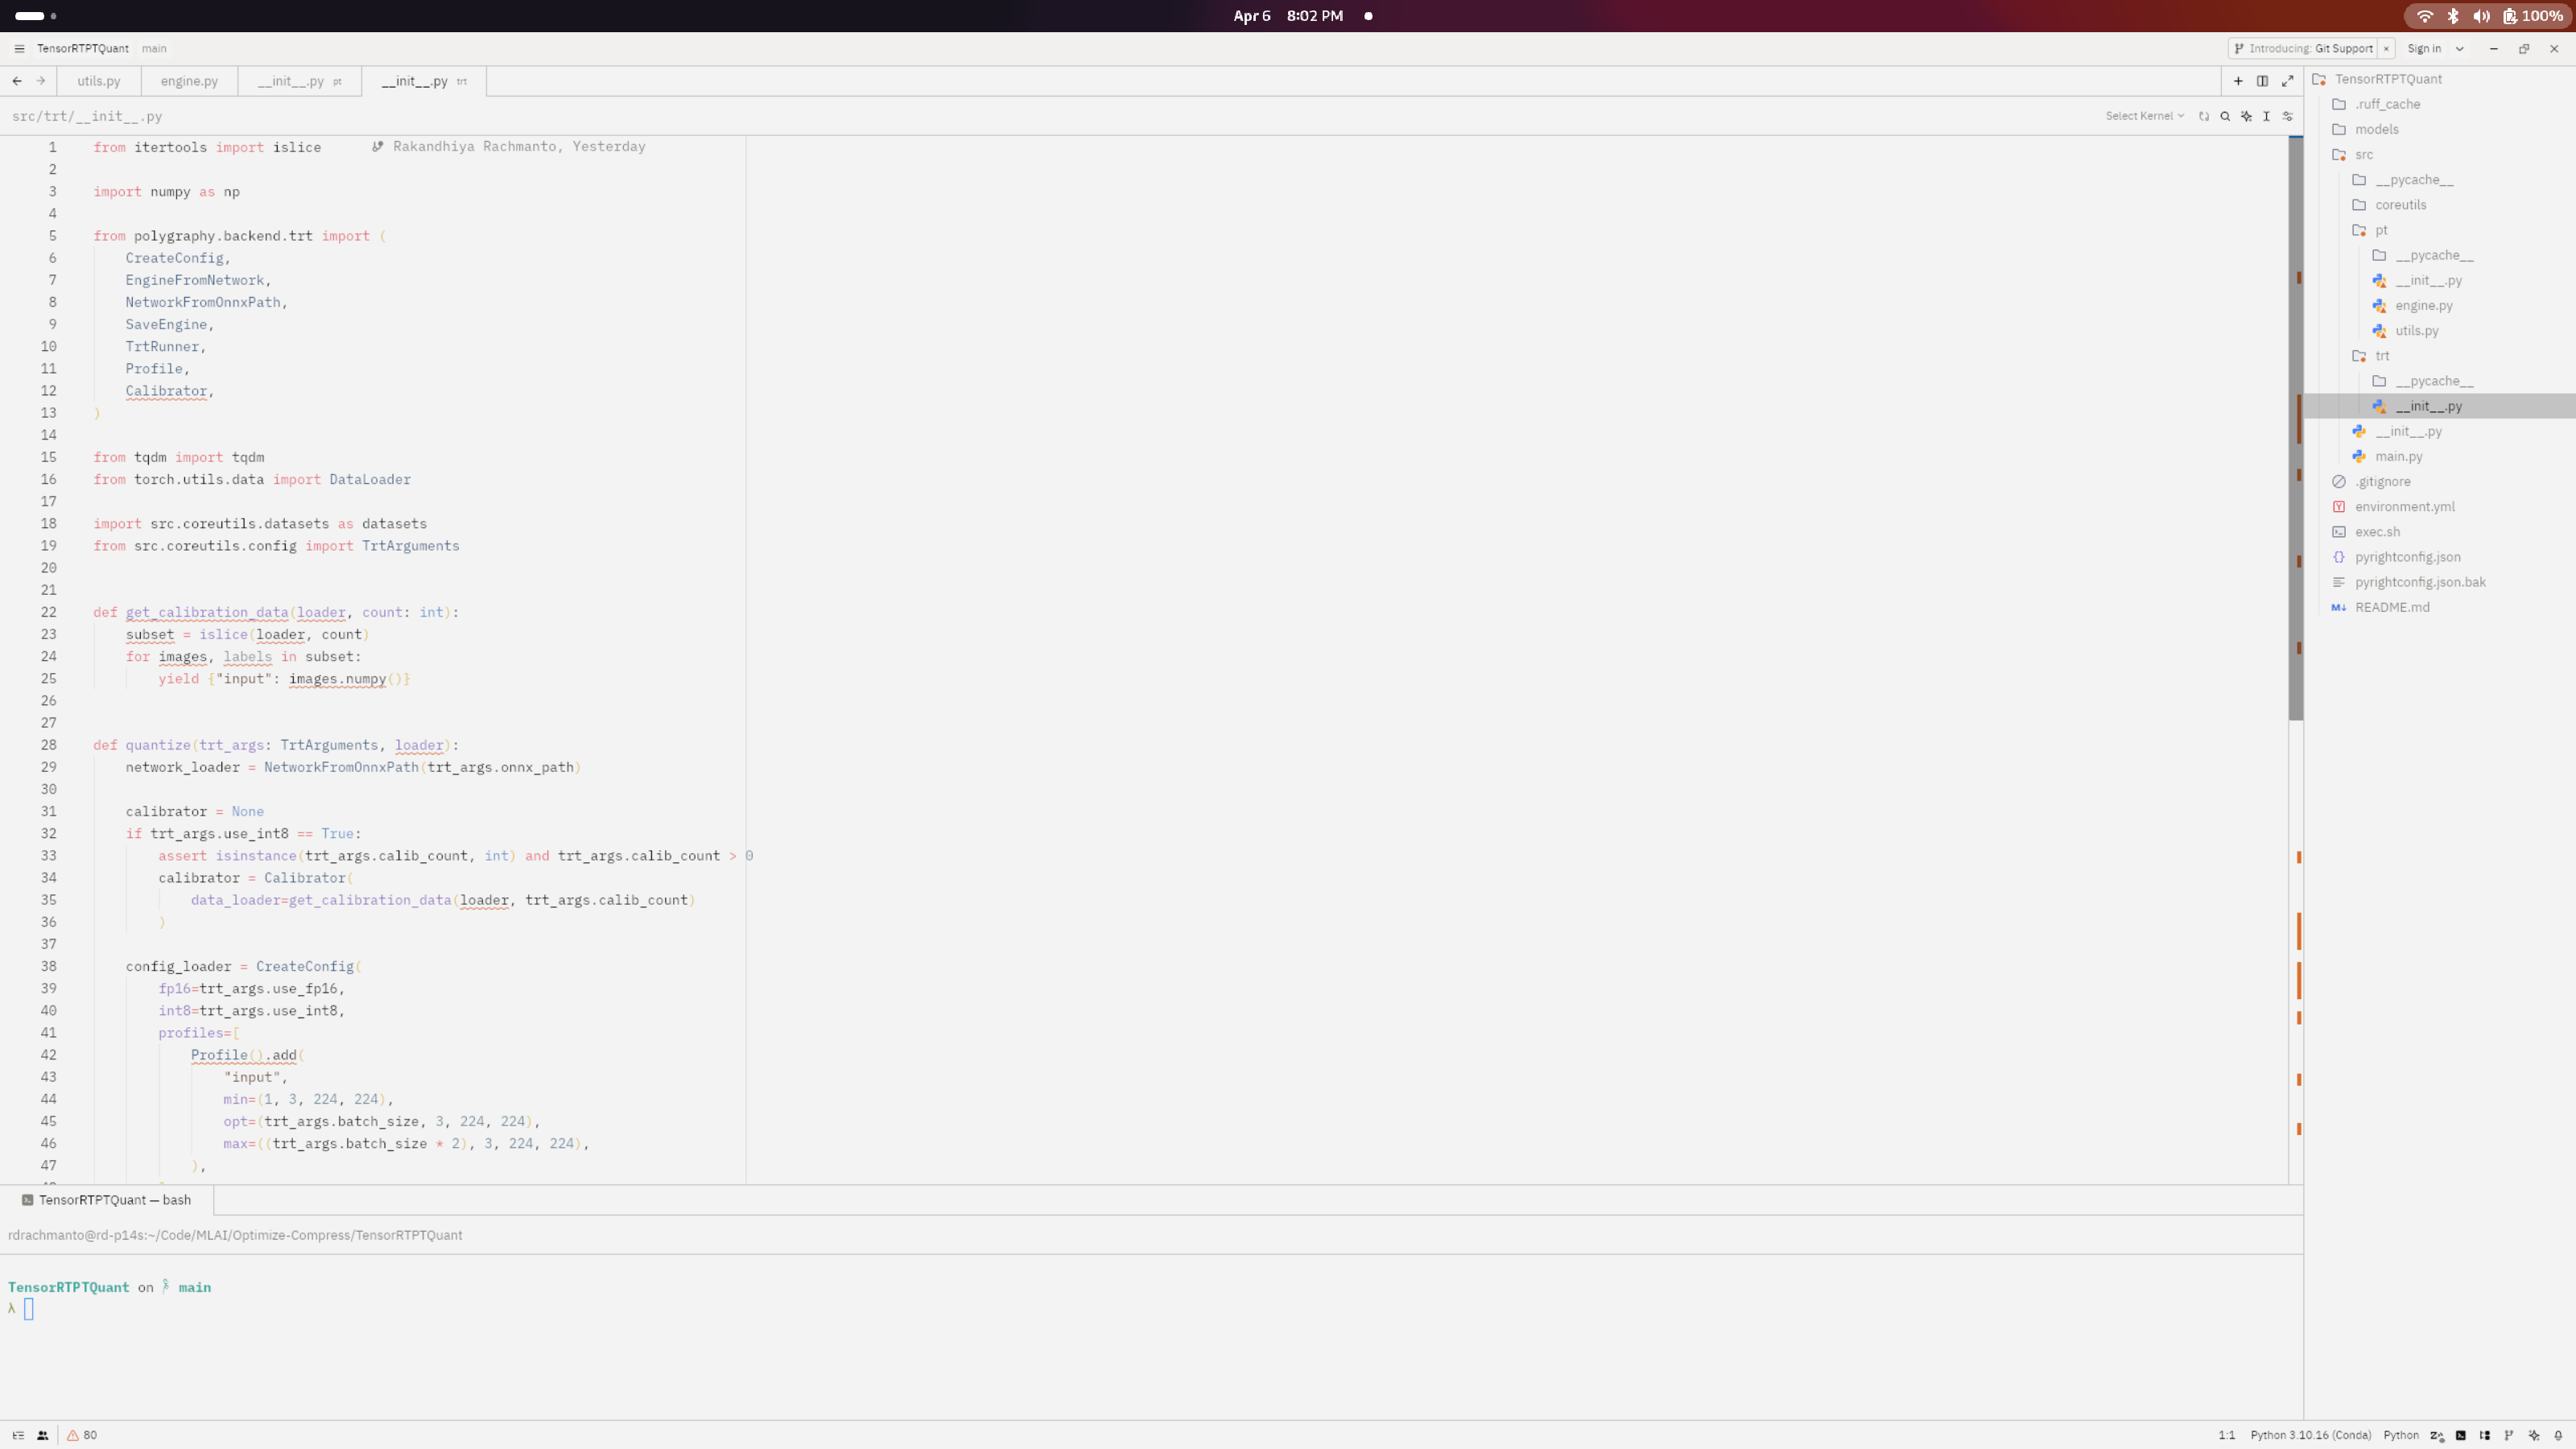 Apr 6 8:02 PM
100%
TensorRTPTQuant main
Introducing: Git Support × Sign in
utils.py engine.py __init__.py pt __init__.py trt
src/trt/__init__.py
Select Kernel
1 from itertools import islice Rakandhiya Rachmanto, Yesterday
2
3 import numpy as np
4
5 from polygraphy.backend.trt import (
6 CreateConfig,
7 EngineFromNetwork,
8 NetworkFromOnnxPath,
9 SaveEngine,
10 TrtRunner,
11 Profile,
12 Calibrator,
13 )
14
15 from tqdm import tqdm
16 from torch.utils.data import DataLoader
17
18 import src.coreutils.datasets as datasets
19 from src.coreutils.config import TrtArguments
20
21
22 def get_calibration_data(loader, count: int):
23 subset = islice(loader, count)
24 for images, labels in subset:
25 yield {"input": images.numpy()}
26
27
28 def quantize(trt_args: TrtArguments, loader):
29 network_loader = NetworkFromOnnxPath(trt_args.onnx_path)
30
31 calibrator = None
32 if trt_args.use_int8 == True:
33 assert isinstance(trt_args.calib_count, int) and trt_args.calib_count > 0
34 calibrator = Calibrator(
35 data_loader=get_calibration_data(loader, trt_args.calib_count)
36 )
37
38 config_loader = CreateConfig(
39 fp16=trt_args.use_fp16,
40 int8=trt_args.use_int8,
41 profiles=[
42 Profile().add(
43 "input",
44 min=(1, 3, 224, 224),
45 opt=(trt_args.batch_size, 3, 224, 224),
46 max=((trt_args.batch_size * 2), 3, 224, 224),
47 ),
TensorRTPTQuant
.ruff_cache
models
src
__pycache__
coreutils
pt
__pycache__
__init__.py
engine.py
utils.py
trt
__pycache__
__init__.py
__init__.py
main.py
.gitignore
environment.yml
exec.sh
pyrightconfig.json
pyrightconfig.json.bak
README.md
TensorRTPTQuant — bash
rdrachmanto@rd-p14s:~/Code/MLAI/Optimize-Compress/TensorRTPTQuant
TensorRTPTQuant on main
λ
80
1:1 Python 3.10.16 (Conda) Python